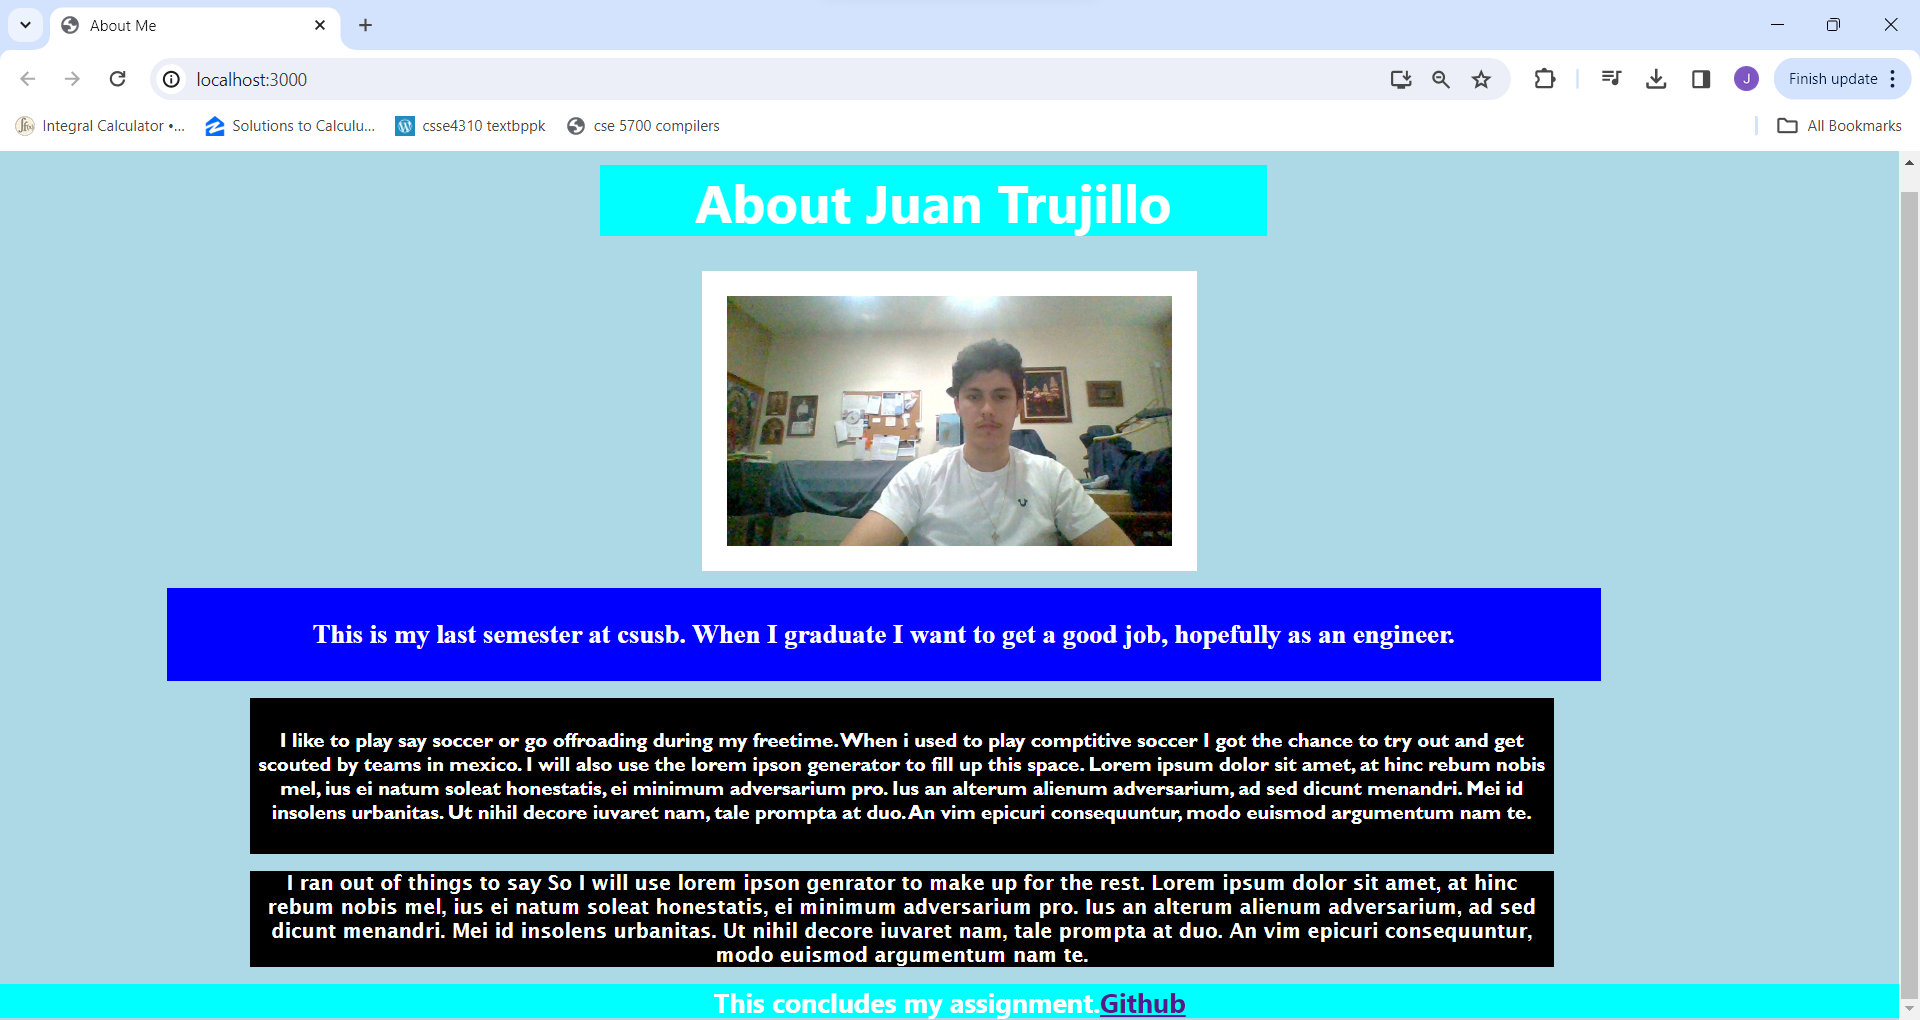 About Me
localhost:3000
J
Finish update
Integral Calculator •...
Solutions to Calculu...
csse4310 textbppk
cse 5700 compilers
All Bookmarks
About Juan Trujillo
This is my last semester at csusb. When I graduate I want to get a good job, hopefully as an engineer.
I like to play say soccer or go offroading during my freetime. When i used to play comptitive soccer I got the chance to try out and get
scouted by teams in mexico. I will also use the lorem ipson generator to fill up this space. Lorem ipsum dolor sit amet, at hinc rebum nobis
mel, ius ei natum soleat honestatis, ei minimum adversarium pro. Ius an alterum alienum adversarium, ad sed dicunt menandri. Mei id
insolens urbanitas. Ut nihil decore iuvaret nam, tale prompta at duo. An vim epicuri consequuntur, modo euismod argumentum nam te.
I ran out of things to say So I will use lorem ipson genrator to make up for the rest. Lorem ipsum dolor sit amet, at hinc
rebum nobis mel, ius ei natum soleat honestatis, ei minimum adversarium pro. Ius an alterum alienum adversarium, ad sed
dicunt menandri. Mei id insolens urbanitas. Ut nihil decore iuvaret nam, tale prompta at duo. An vim epicuri consequuntur,
modo euismod argumentum nam te.
This concludes my assignment.Github